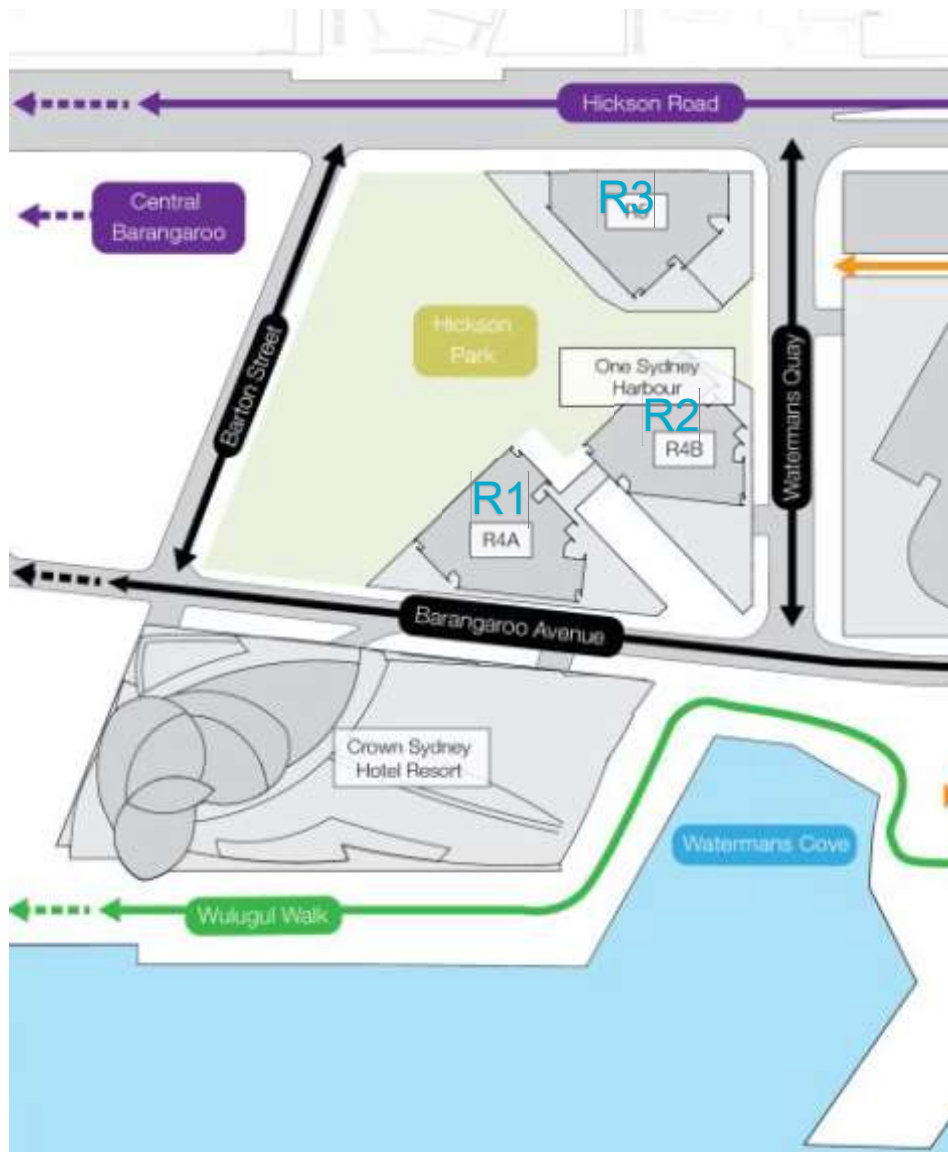 Hickson Road
Central
Barangaroo
R3
Hickson
Park
One Sydney
Harbour
R2
R4B
Barton Street
Watermans Quay
R1
R4A
Barangaroo Avenue
Crown Sydney
Hotel Resort
Watermans Cove
Wulugul Walk